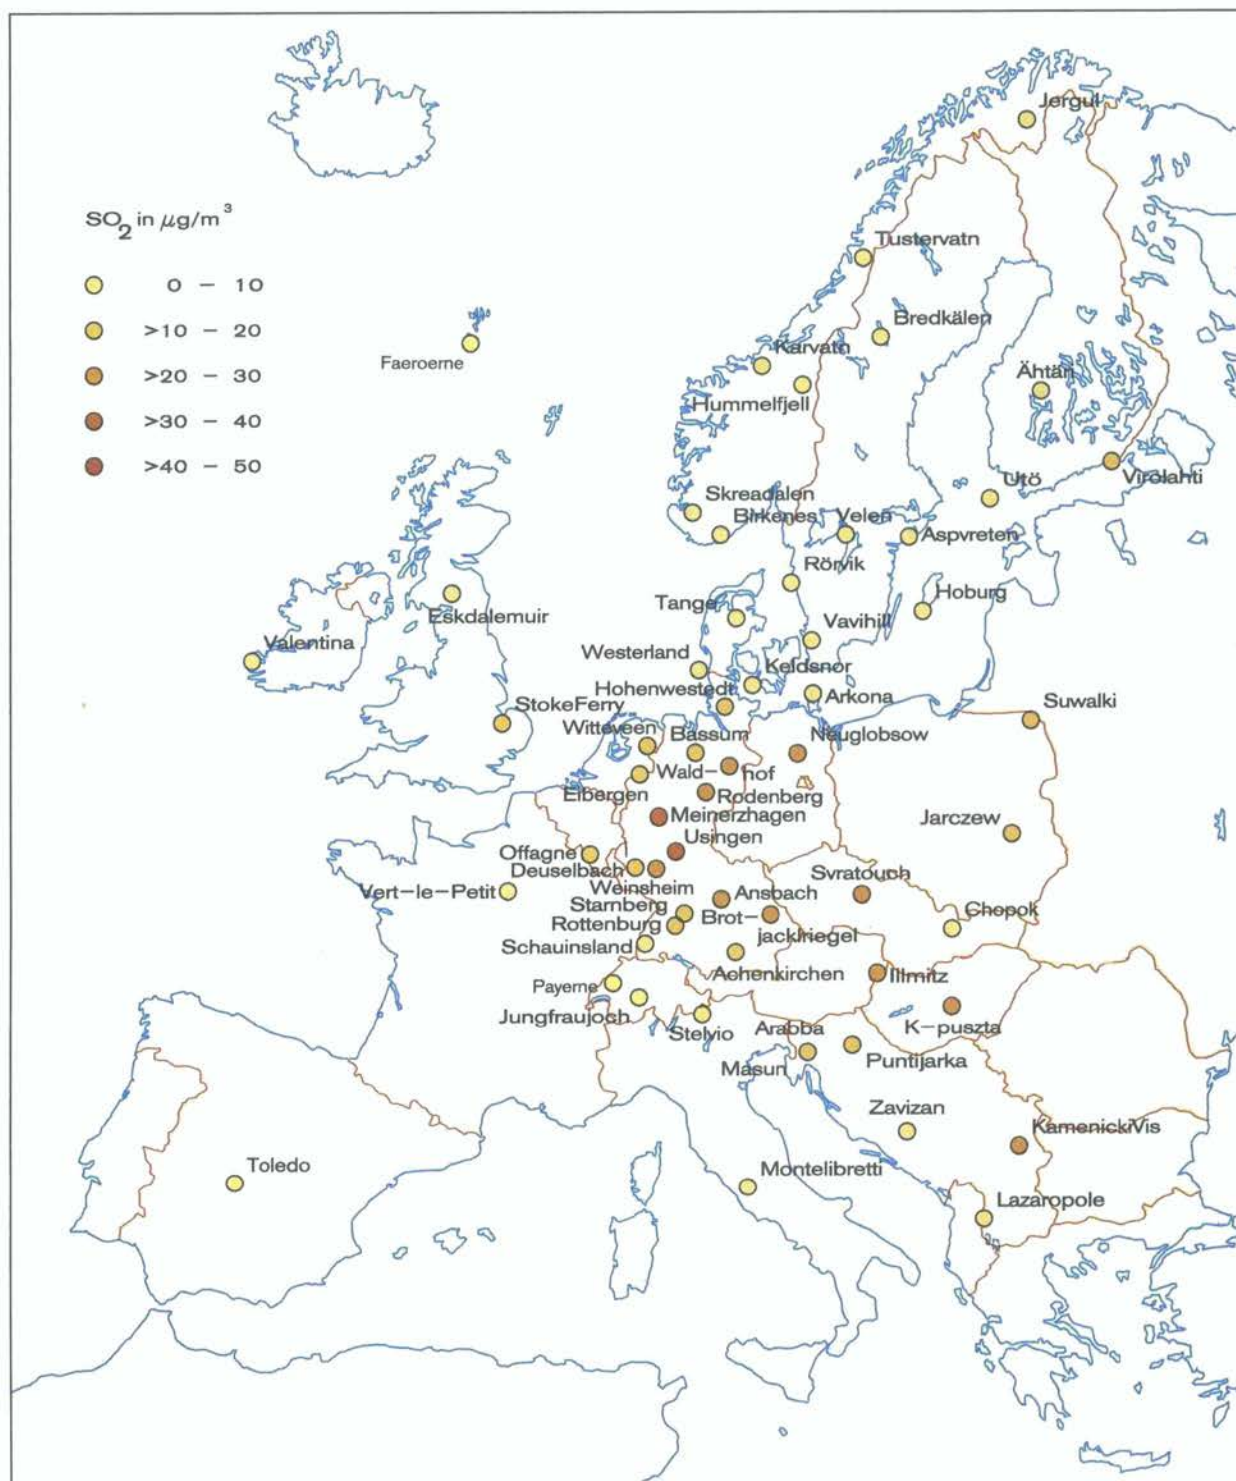 Jergul
SO2 in μg/m3
Tustervatn
0 – 10
Bredkälen
>10 – 20
Karvatn
Faeroerne
>20 – 30
Ähtäri
Hummelfjell
>30 – 40
>40 – 50
Virolahti
Utö
Skreadalen
Birkenes
Velen
Aspvreten
Rörvik
Hoburg
Tange
Eskdalemuir
Vavihill
Valentina
Westerland
Keldsnor
Hohenwestedt
Arkona
StokeFerry
Suwalki
Witteveen
Bassum
Neuglobsow
Wald–
hof
Eibergen
Rodenberg
Meinerzhagen
Jarczew
Usingen
Offagne
Deuselbach
Svratouch
Weinsheim
Vert–le–Petit
Ansbach
Starnberg
Brot–
Chopok
Rottenburg
jacklriegel
Schauinsland
Achenkirchen
Illmitz
Payerne
Jungfraujoch
K–puszta
Stelvio
Arabba
Puntijarka
Masun
Zavizan
KamenickiVis
Toledo
Montelibretti
Lazaropole